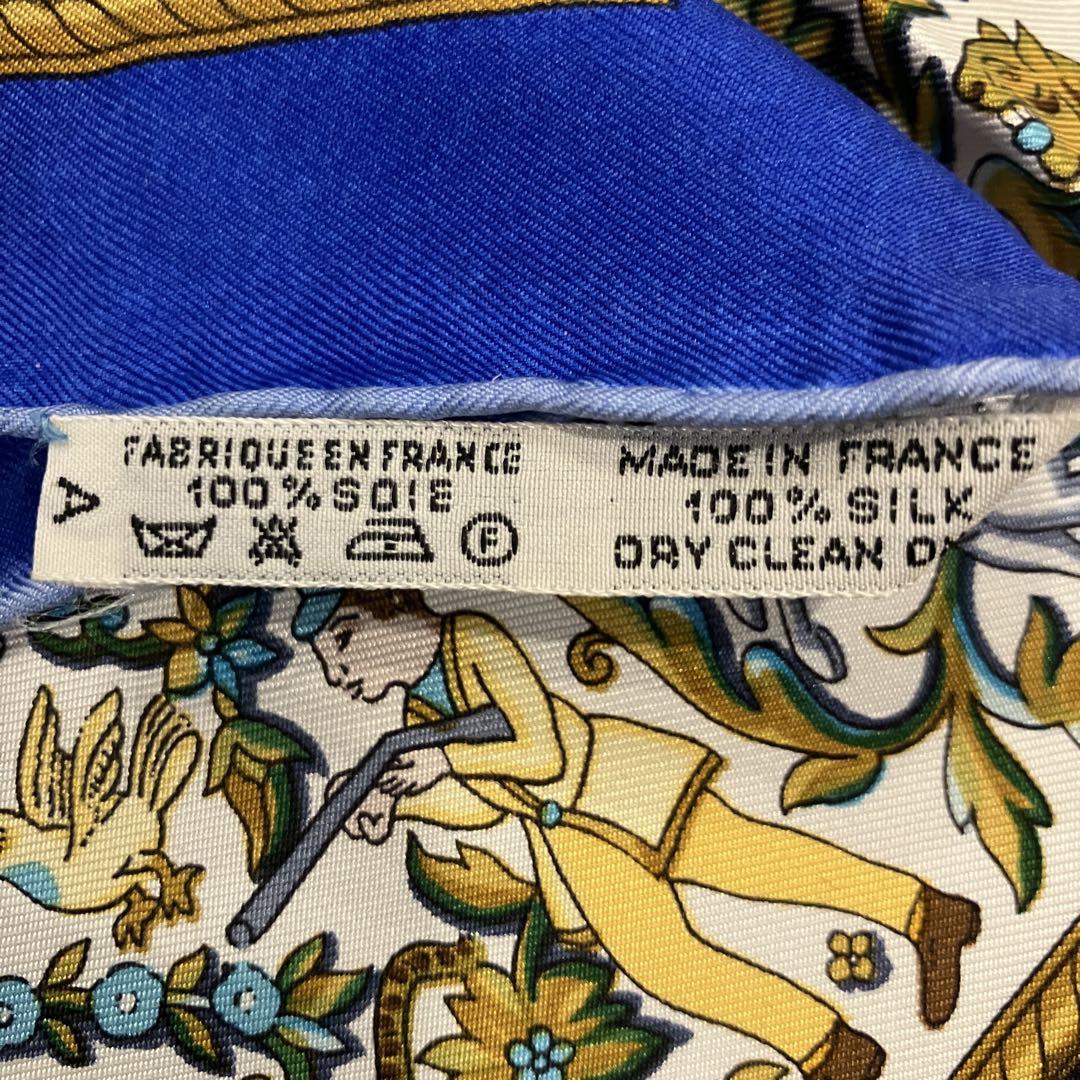 A
FABRIQUE EN FRANCE
100% SOIE
P
MADE IN FRANCE
100% SILK
DRY CLEAN